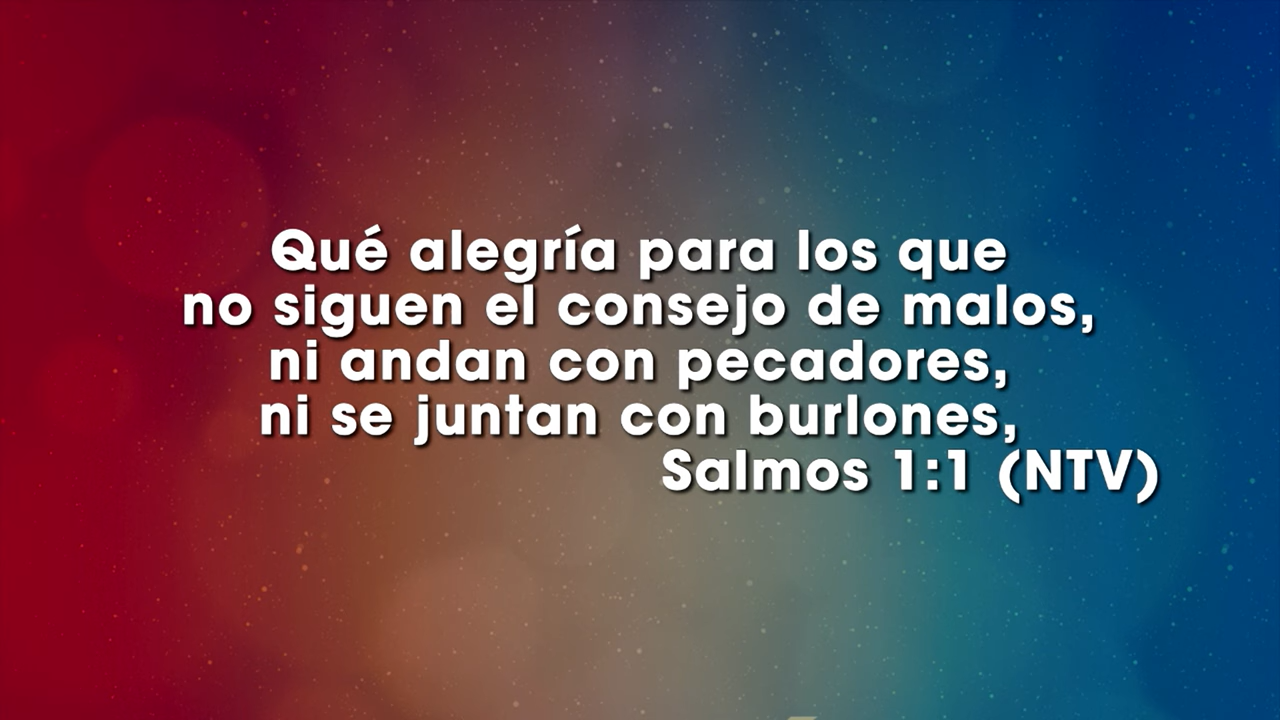 Qué alegría para los que
no siguen el consejo de malos,
ni andan con pecadores,
ni se juntan con burlones,
Salmos 1:1 (NTV)